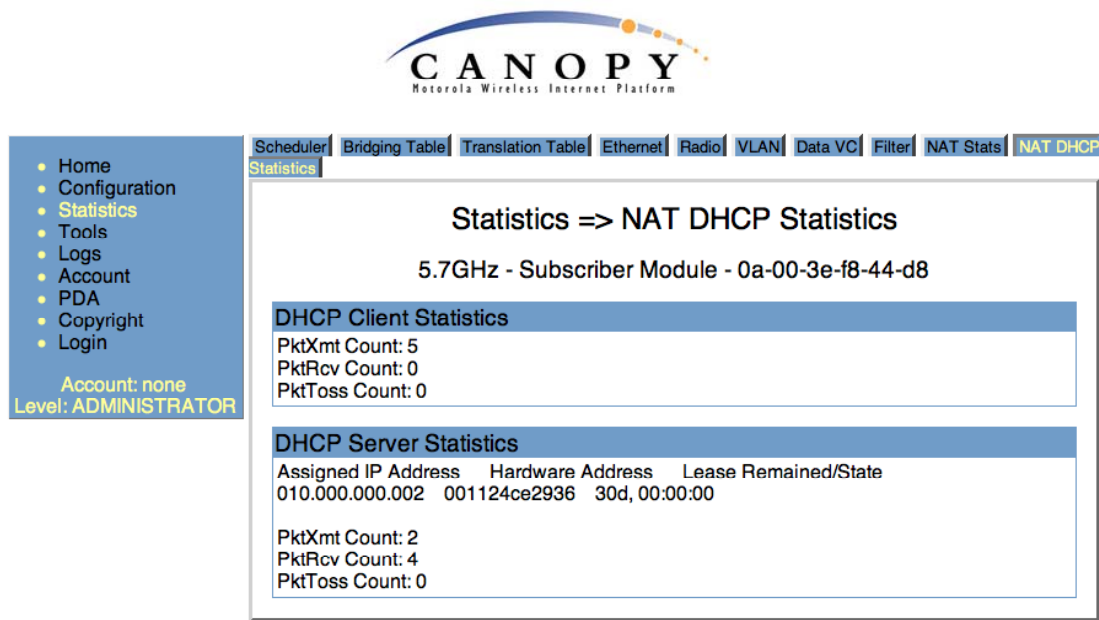 CANOPY
Motorola Wireless Internet Platform
Home
Configuration
Statistics
Tools
Logs
Account
PDA
Copyright
Login
Account: none
Level: ADMINISTRATOR
Scheduler Bridging Table Translation Table Ethernet Radio VLAN Data VC Filter NAT Stats NAT DHCP
Statistics
Statistics => NAT DHCP Statistics
5.7GHz - Subscriber Module - 0a-00-3e-f8-44-d8
DHCP Client Statistics
PktXmt Count: 5
PktRcv Count: 0
PktToss Count: 0
DHCP Server Statistics
Assigned IP Address Hardware Address Lease Remained/State
010.000.000.002 001124ce2936 30d, 00:00:00
PktXmt Count: 2
PktRcv Count: 4
PktToss Count: 0